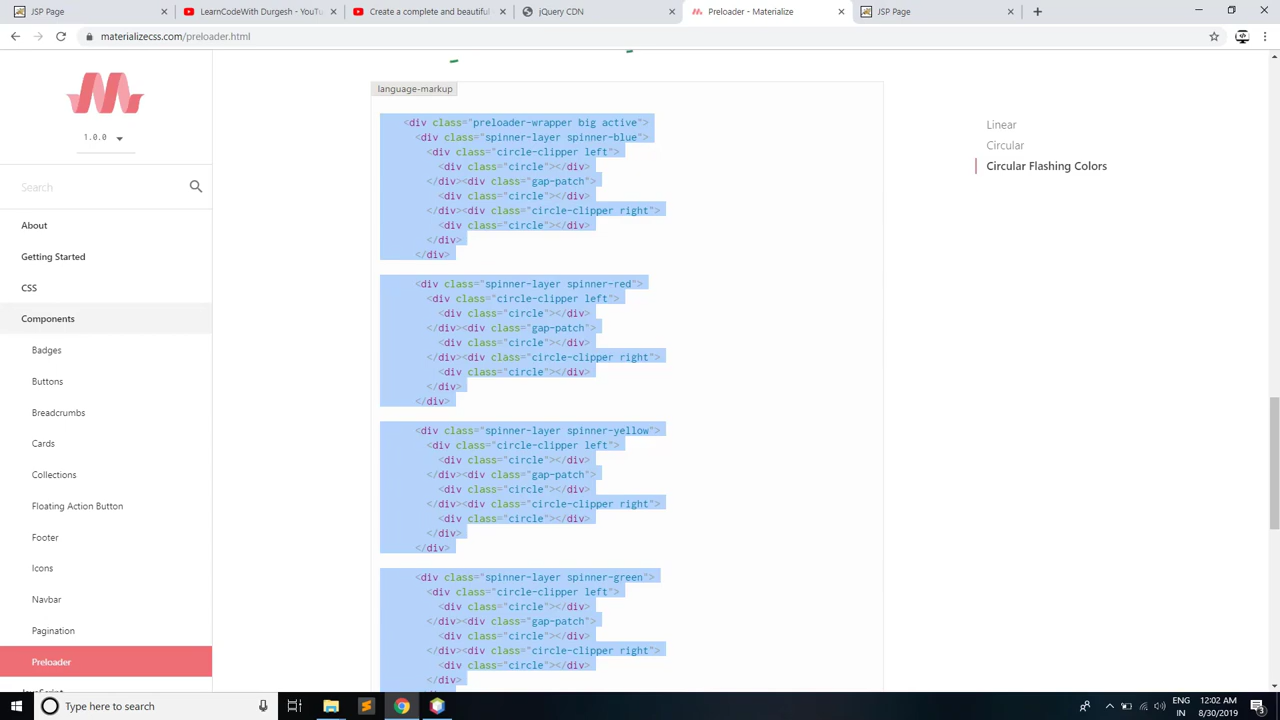 JSP Page
LearnCodeWith Durgesh - YouTu
Create a complete and beautiful
jQuery CDN
Preloader - Materialize
JSP Page
materializecss.com/preloader.html
1.0.0
Search
About
Getting Started
CSS
Components
Badges
Buttons
Breadcrumbs
Cards
Collections
Floating Action Button
Footer
Icons
Navbar
Pagination
Preloader
JavaScript
language-markup
<div class="preloader-wrapper big active">
<div class="spinner-layer spinner-blue">
<div class="circle-clipper left">
<div class="circle"></div>
</div><div class="gap-patch">
<div class="circle"></div>
</div><div class="circle-clipper right">
<div class="circle"></div>
</div>
</div>
<div class="spinner-layer spinner-red">
<div class="circle-clipper left">
<div class="circle"></div>
</div><div class="gap-patch">
<div class="circle"></div>
</div><div class="circle-clipper right">
<div class="circle"></div>
</div>
</div>
<div class="spinner-layer spinner-yellow">
<div class="circle-clipper left">
<div class="circle"></div>
</div><div class="gap-patch">
<div class="circle"></div>
</div><div class="circle-clipper right">
<div class="circle"></div>
</div>
</div>
<div class="spinner-layer spinner-green">
<div class="circle-clipper left">
<div class="circle"></div>
</div><div class="gap-patch">
<div class="circle"></div>
</div><div class="circle-clipper right">
<div class="circle"></div>
</div>
Linear
Circular
Circular Flashing Colors
Type here to search
ENG
IN
12:02 AM
8/30/2019
3